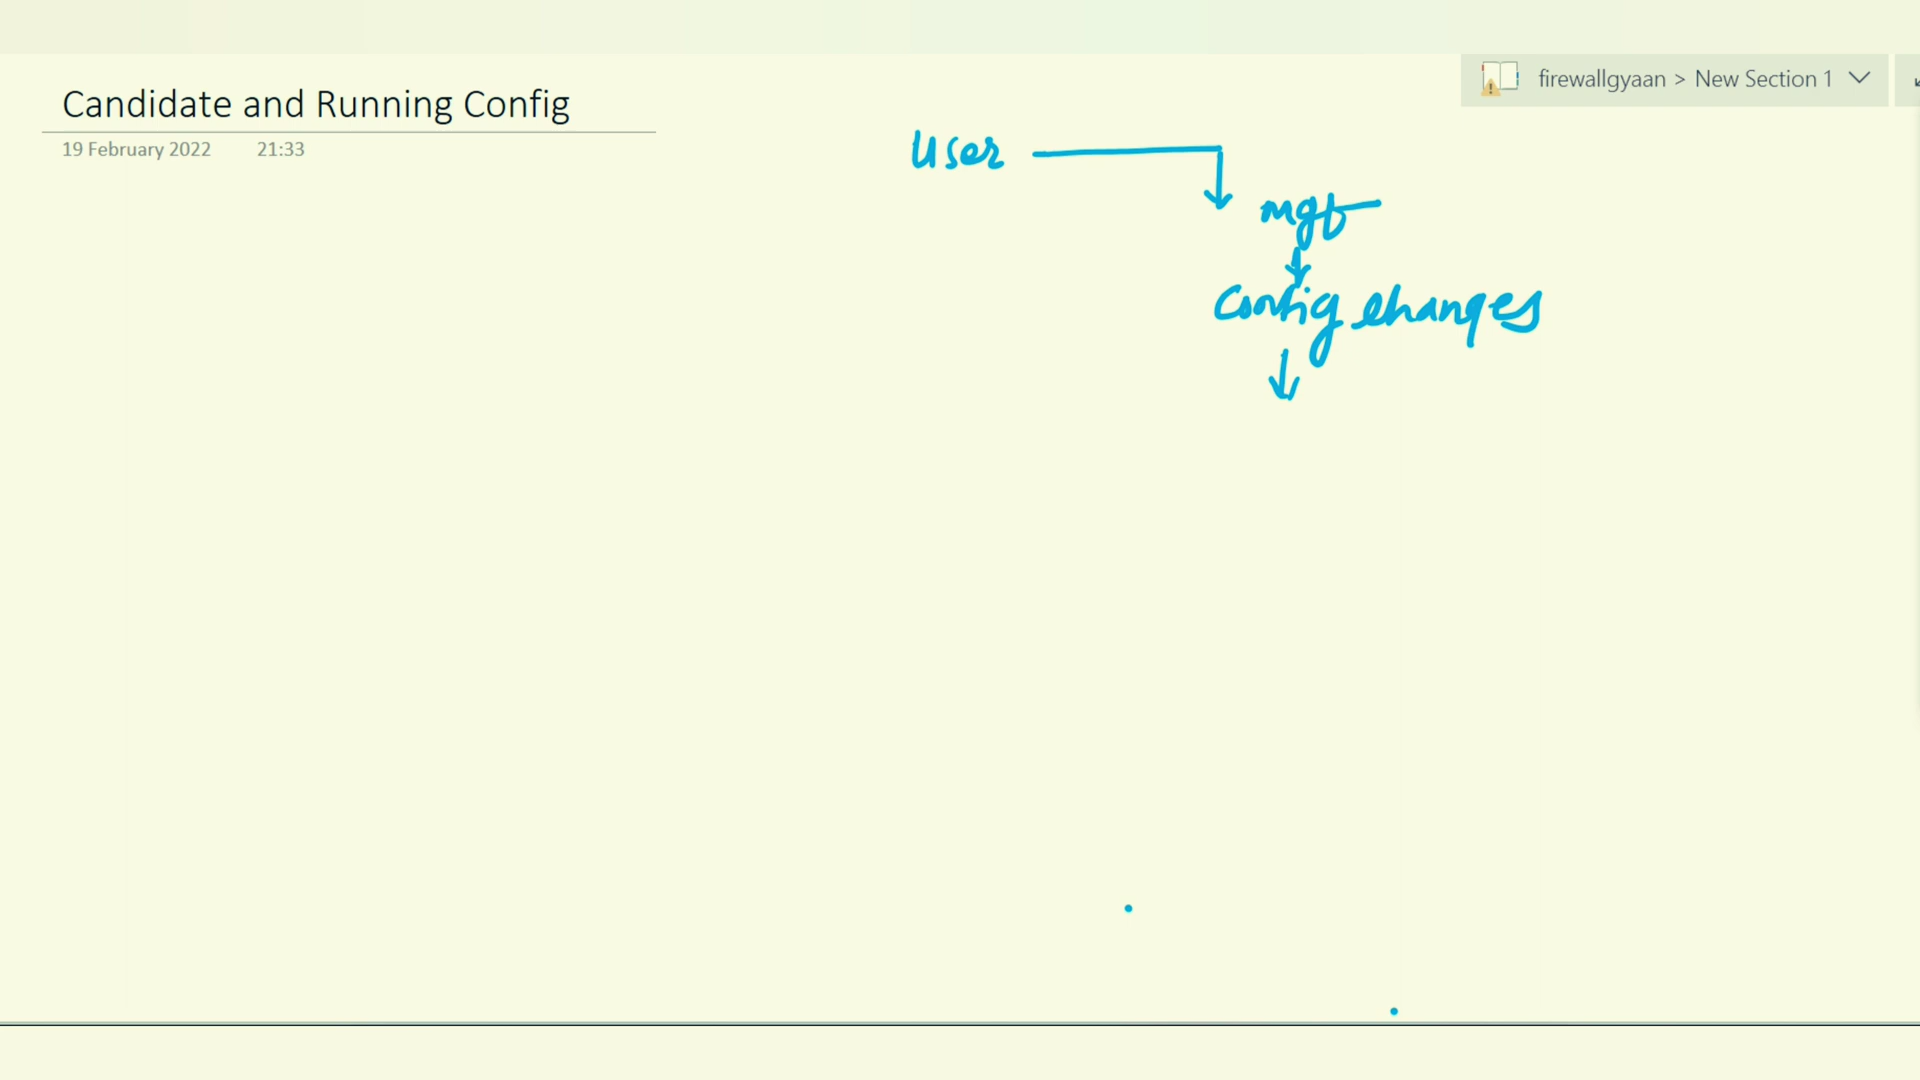 firewallgyaan > New Section 1
Candidate and Running Config
19 February 2022 21:33
User
mgt
Config changes